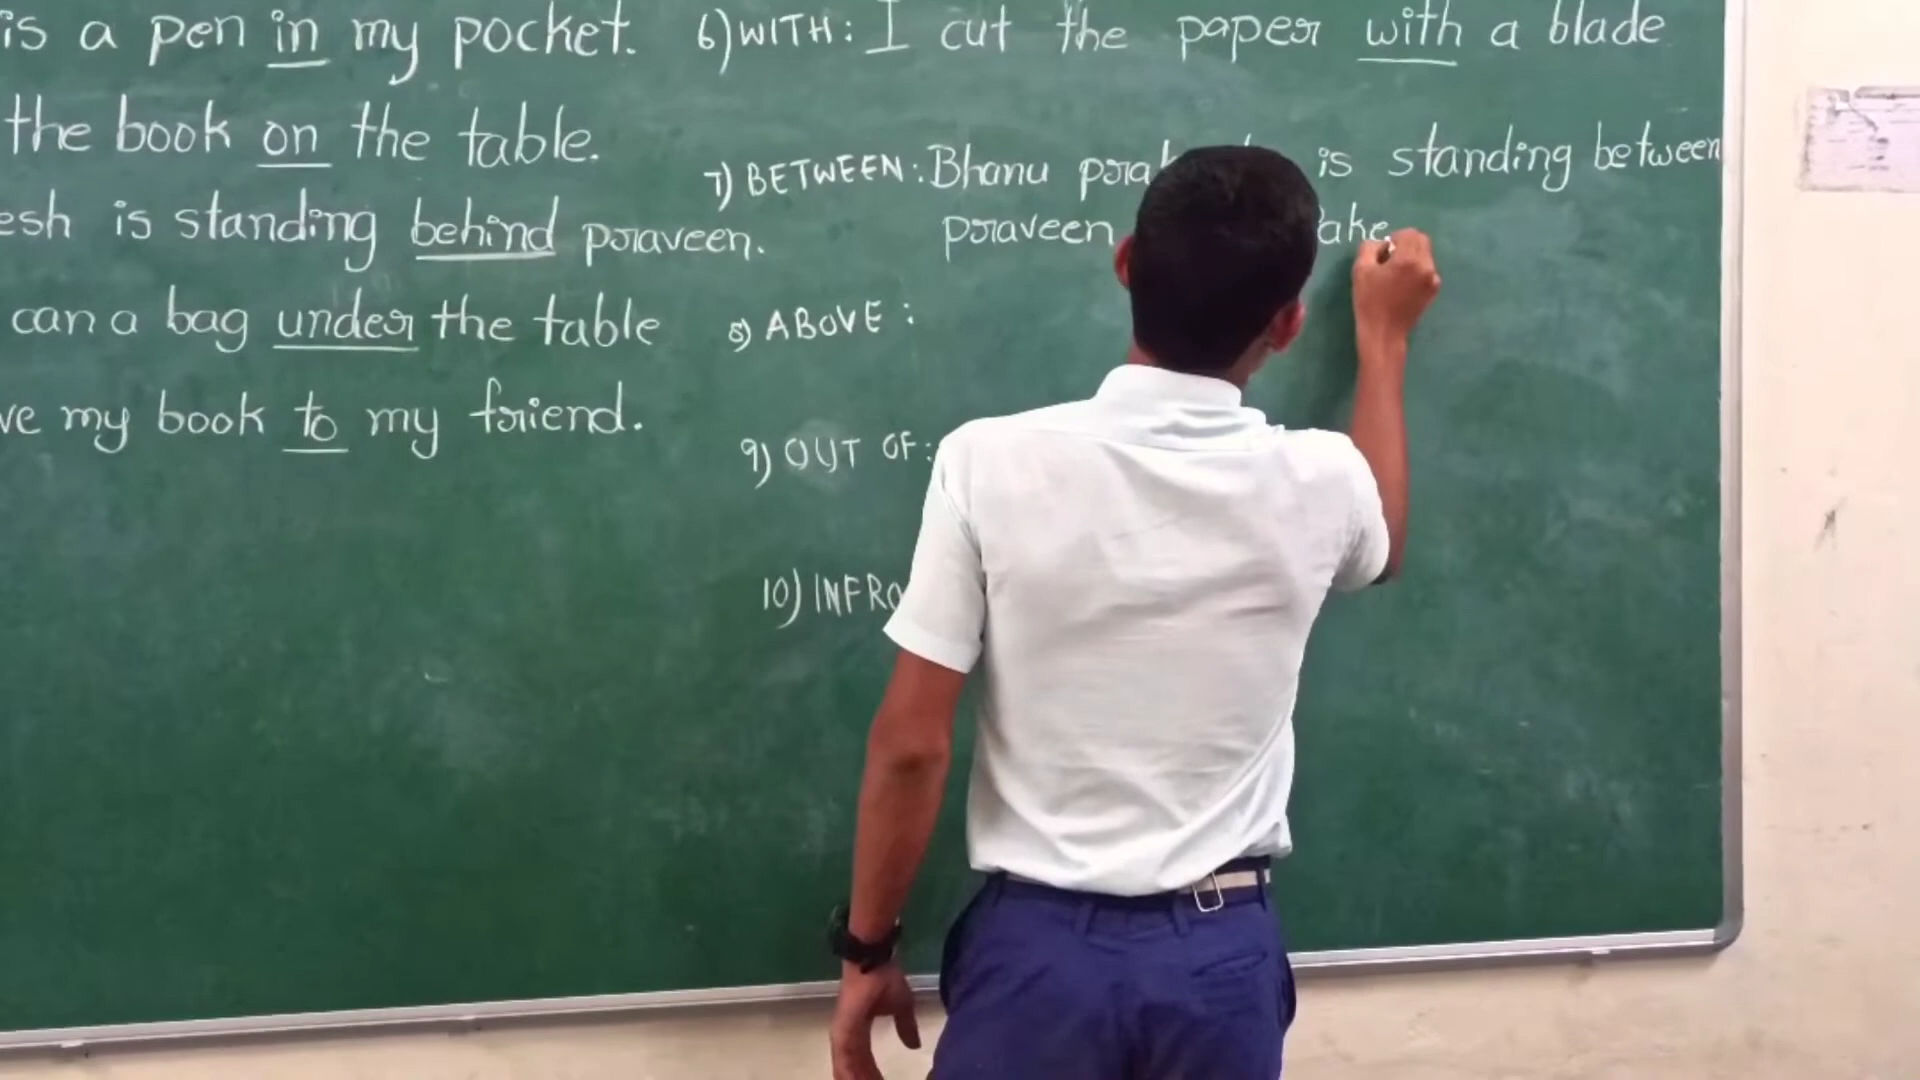 is a pen in my pocket.
the book on the table.
esh is standing behind praveen.
can a bag under the table
ve my book to my friend.
6) WITH: I cut the paper with a blade
7) BETWEEN: Bhanu prak is standing between
praveen ake
8) ABOVE:
9) OUT OF:
10) INFRO